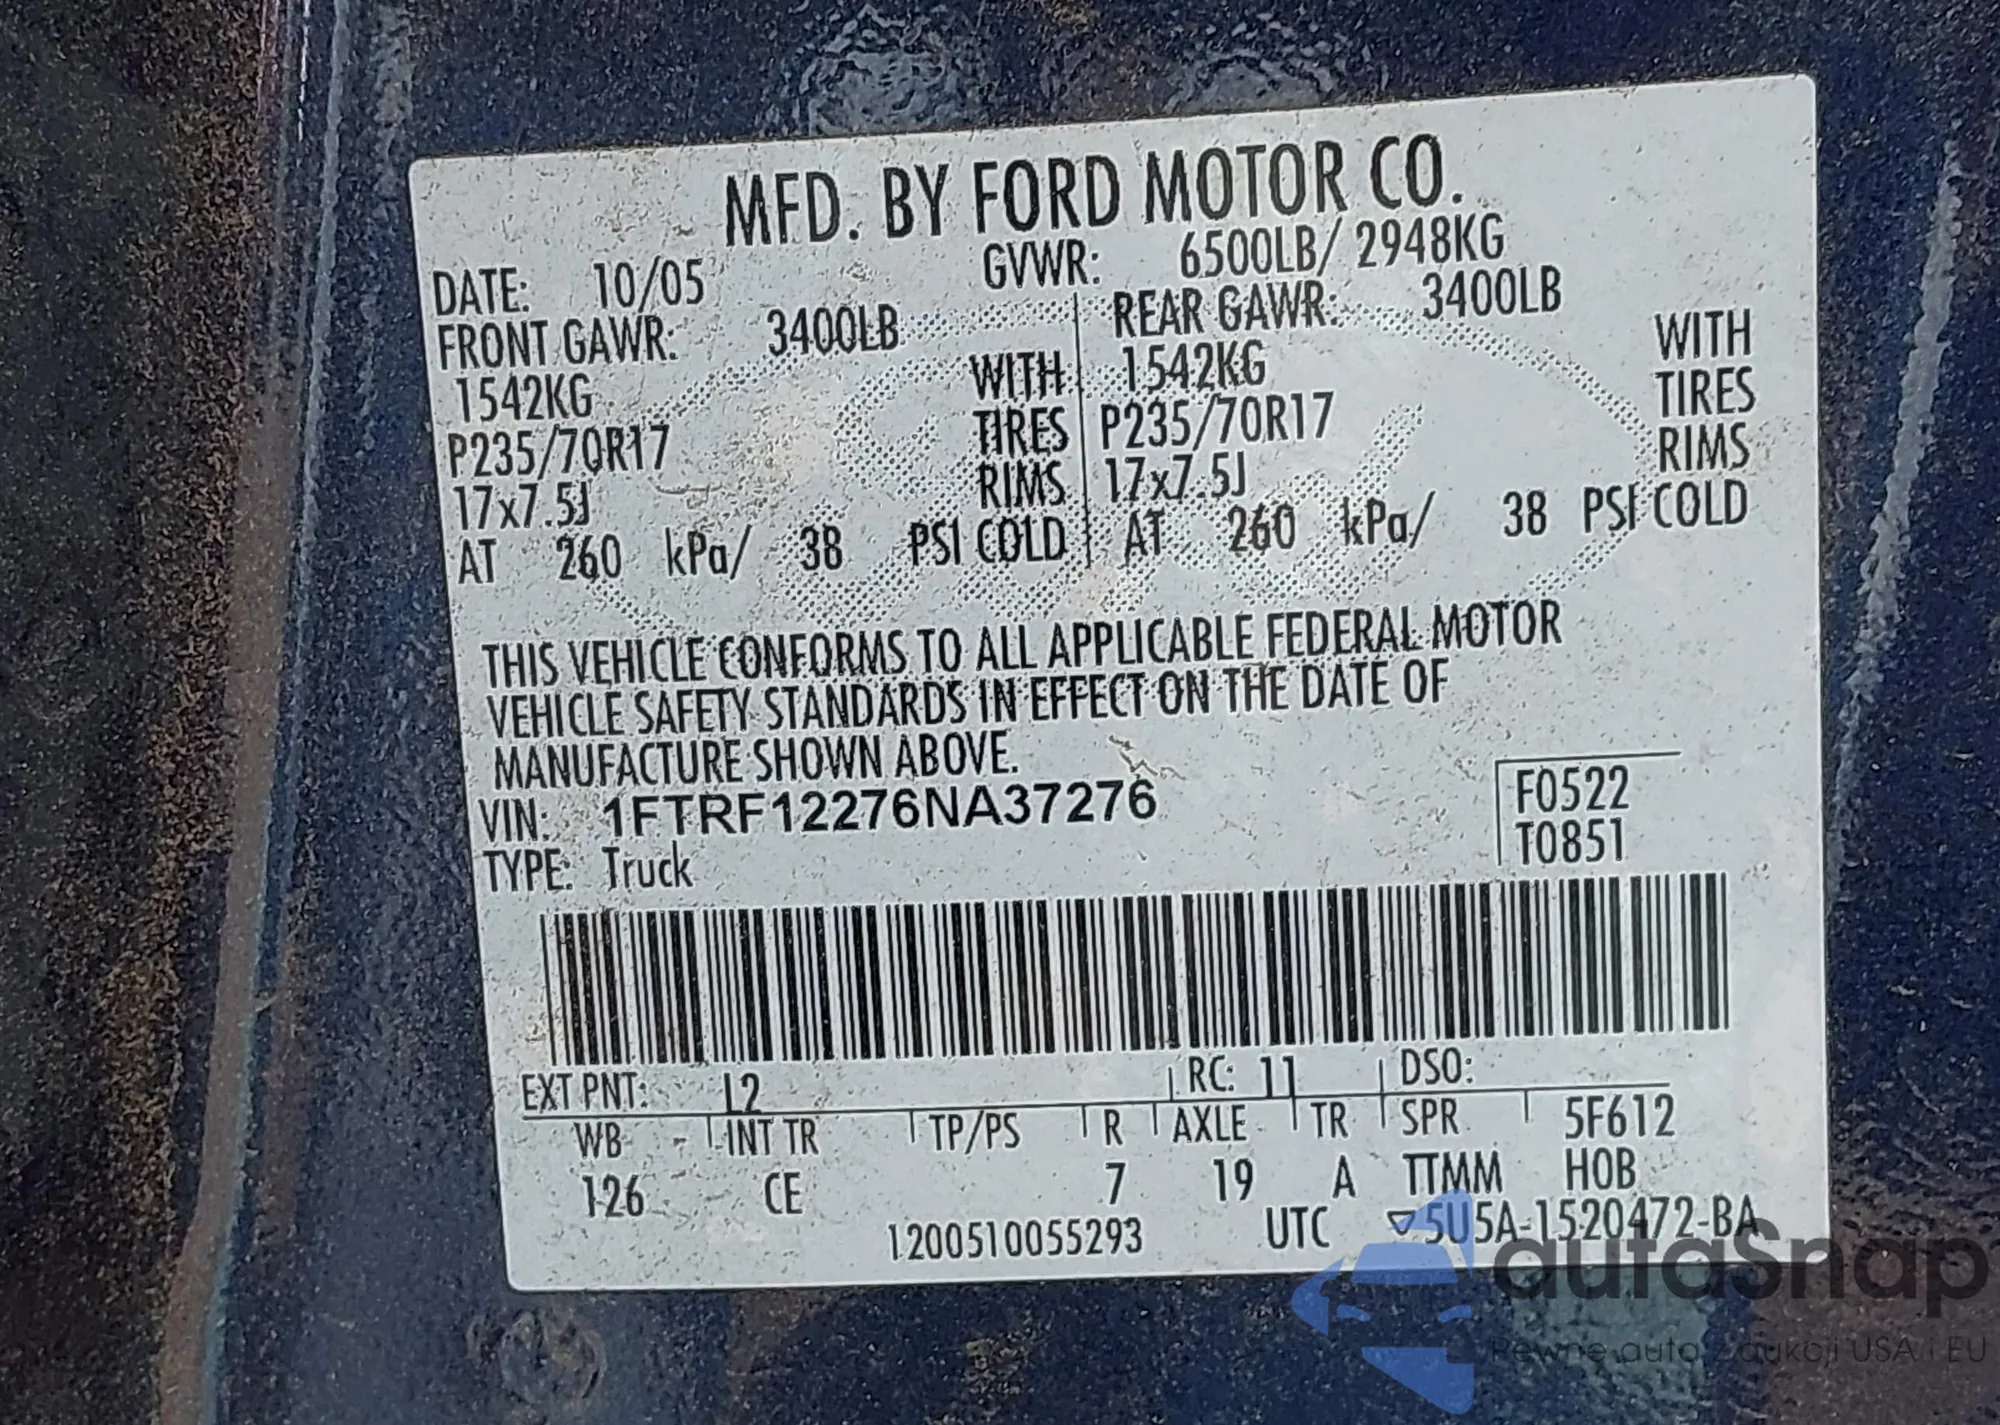 MFD. BY FORD MOTOR CO.
DATE: 10/05 GVWR: 6500LB/ 2948KG
FRONT GAWR: 3400LB REAR GAWR: 3400LB
1542KG WITH 1542KG WITH
P235/70R17 TIRES P235/70R17 TIRES
17x7.5J RIMS 17x7.5J RIMS
AT 260 kPa/ 38 PSI COLD AT 260 kPa/ 38 PSI COLD
THIS VEHICLE CONFORMS TO ALL APPLICABLE FEDERAL MOTOR
VEHICLE SAFETY STANDARDS IN EFFECT ON THE DATE OF
MANUFACTURE SHOWN ABOVE.
VIN: 1FTRF12276NA37276 F0522
TYPE: Truck T0851
EXT PNT: L2 RC: 11 DSO:
WB INT TR TP/PS R AXLE TR SPR 5F612
126 CE 7 19 A TTMM HOB
1200510055293 UTC ▽5U5A-1520472-BA
autoSnap
Pewne auta z aukcji USA i EU